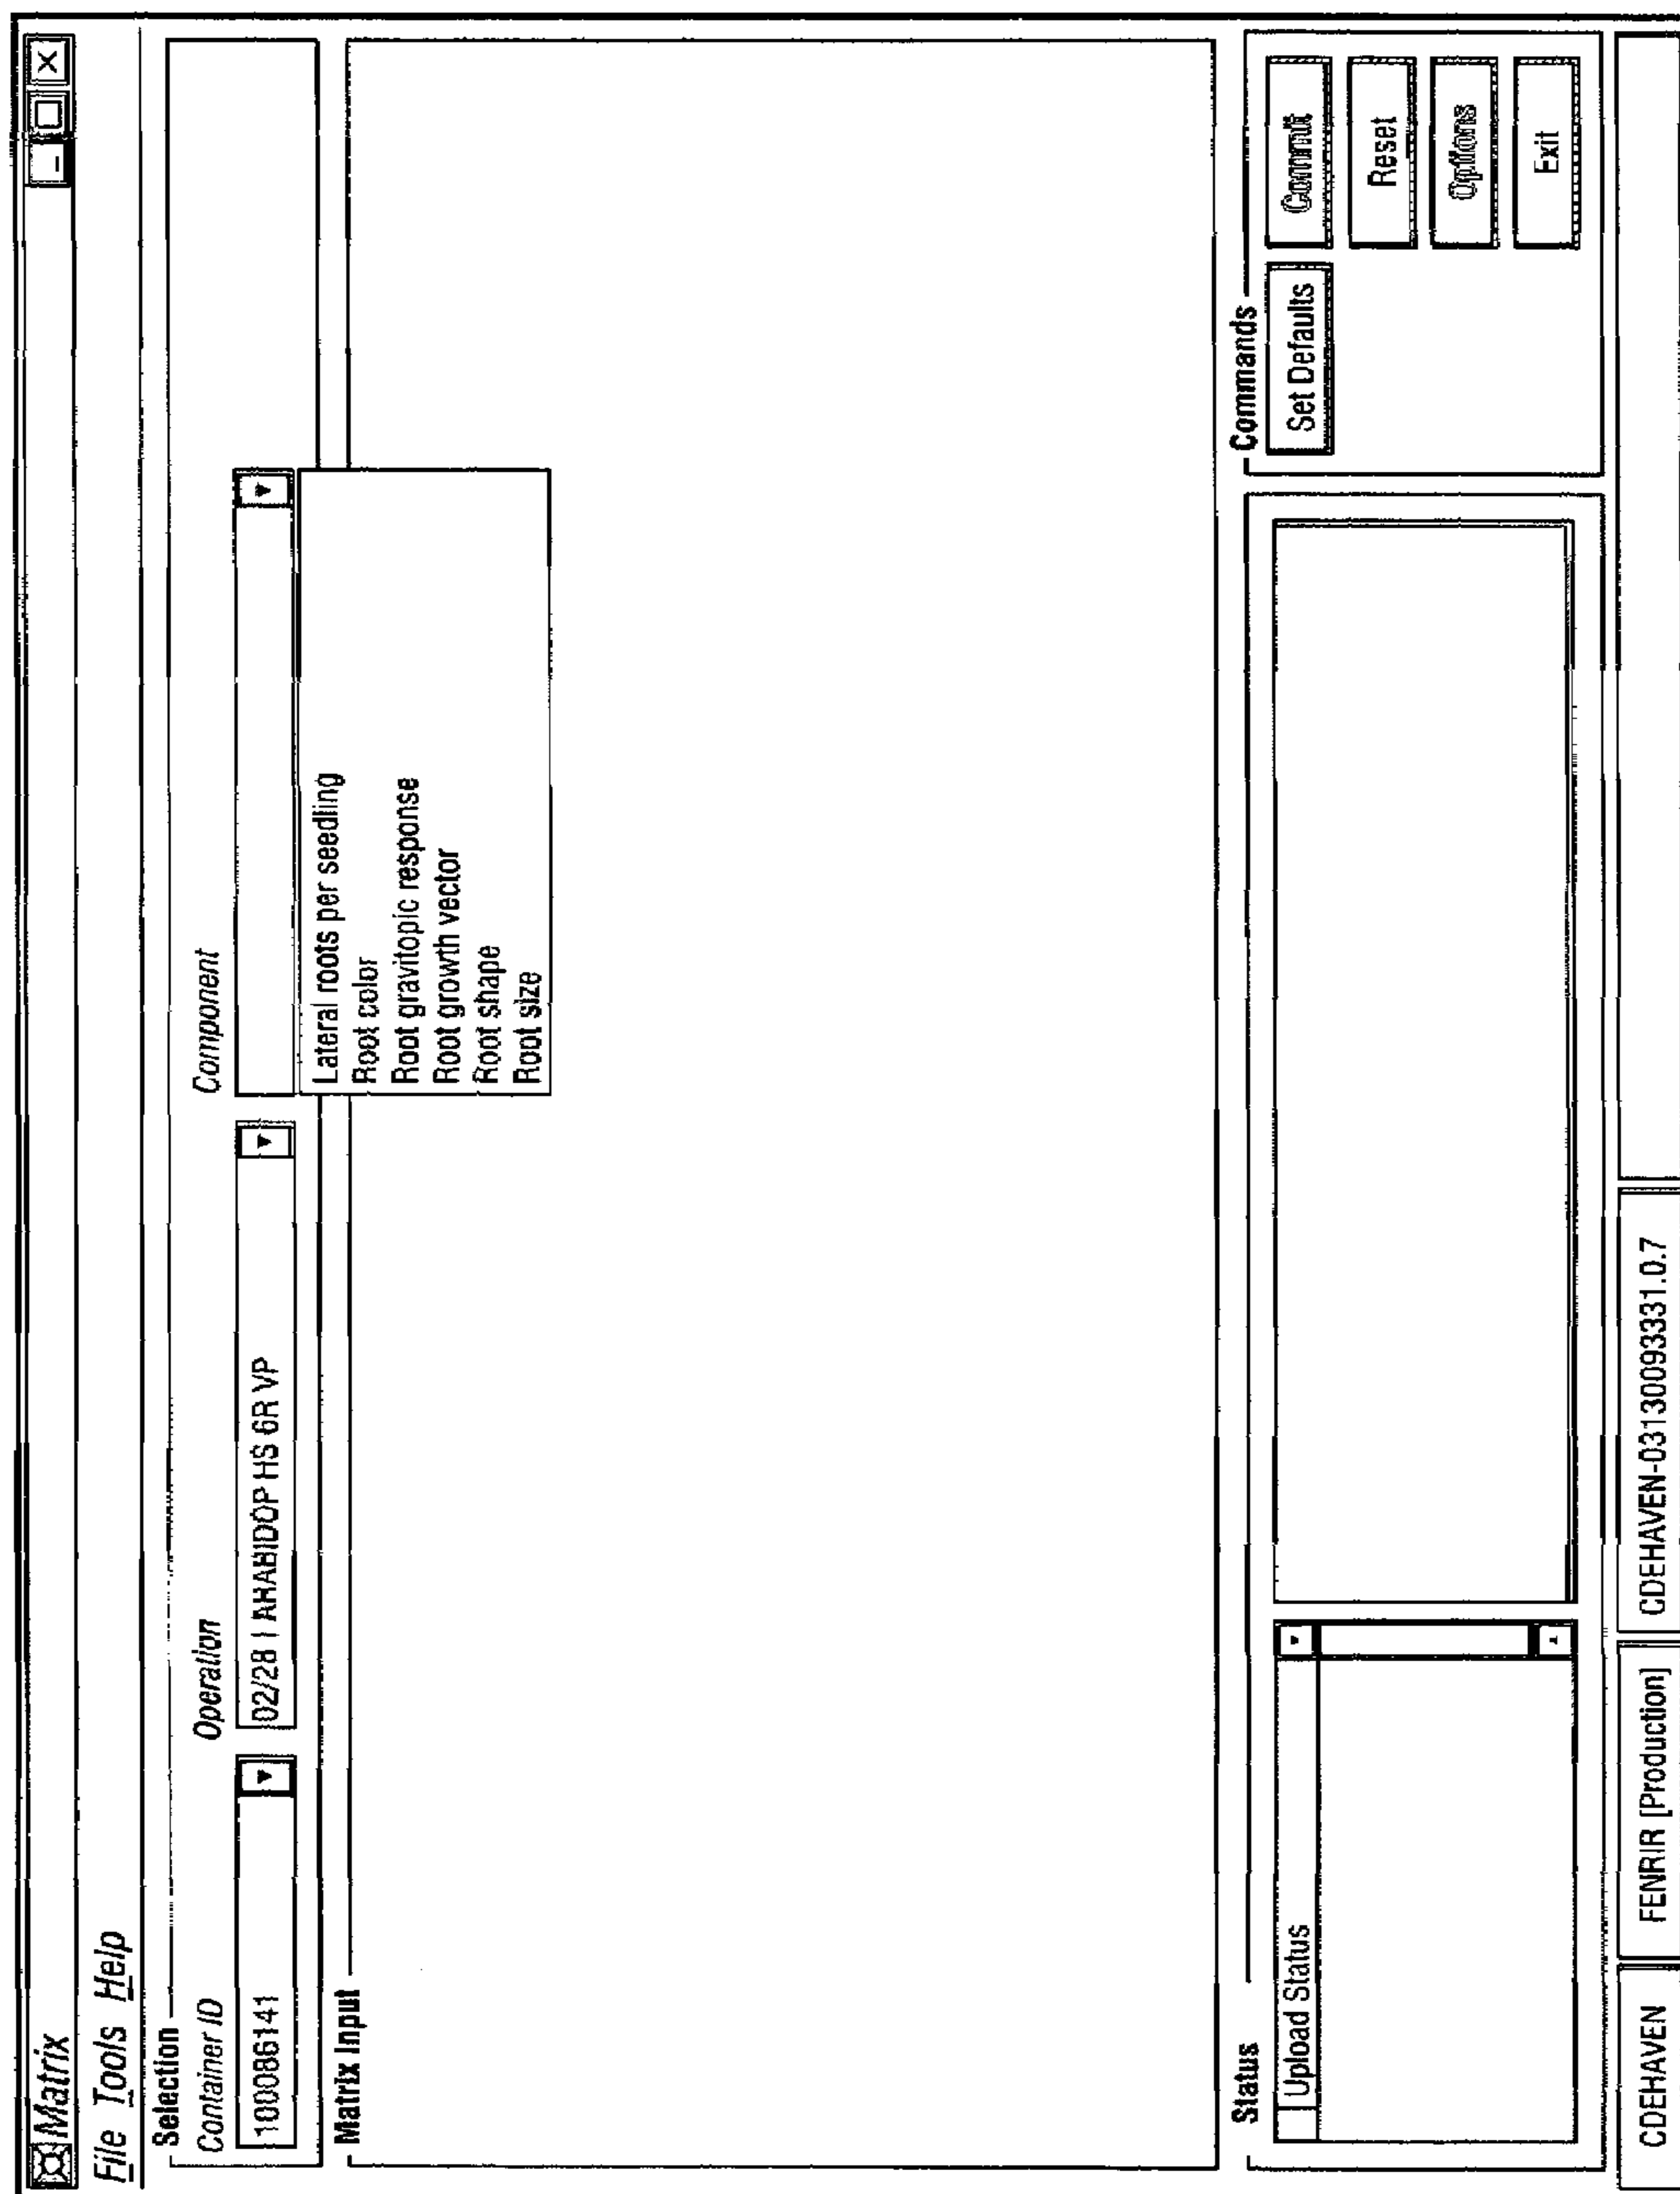 Matrix
File Tools Help
Selection
Container ID
Operation
Component
100086141
02/28 | ARABIDOP HS 6R VP
Lateral roots per seedling
Root color
Root gravitopic response
Root growth vector
Root shape
Root size
Matrix Input
Status
Upload Status
Commands
Set Defaults
Commit
Reset
Options
Exit
CDEHAVEN
FENRIR [Production]
CDEHAVEN-03130093331.0.7